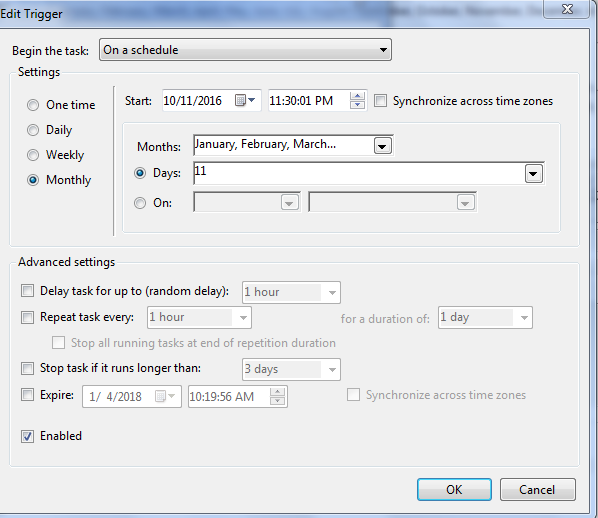 Edit Trigger
Begin the task: On a schedule
Settings
One time
Daily
Weekly
Monthly
Start: 10/11/2016 11:30:01 PM Synchronize across time zones
Months: January, February, March...
Days: 11
On:
Advanced settings
Delay task for up to (random delay): 1 hour
Repeat task every: 1 hour for a duration of: 1 day
Stop all running tasks at end of repetition duration
Stop task if it runs longer than: 3 days
Expire: 1/ 4/2018 10:19:56 AM Synchronize across time zones
Enabled
OK Cancel